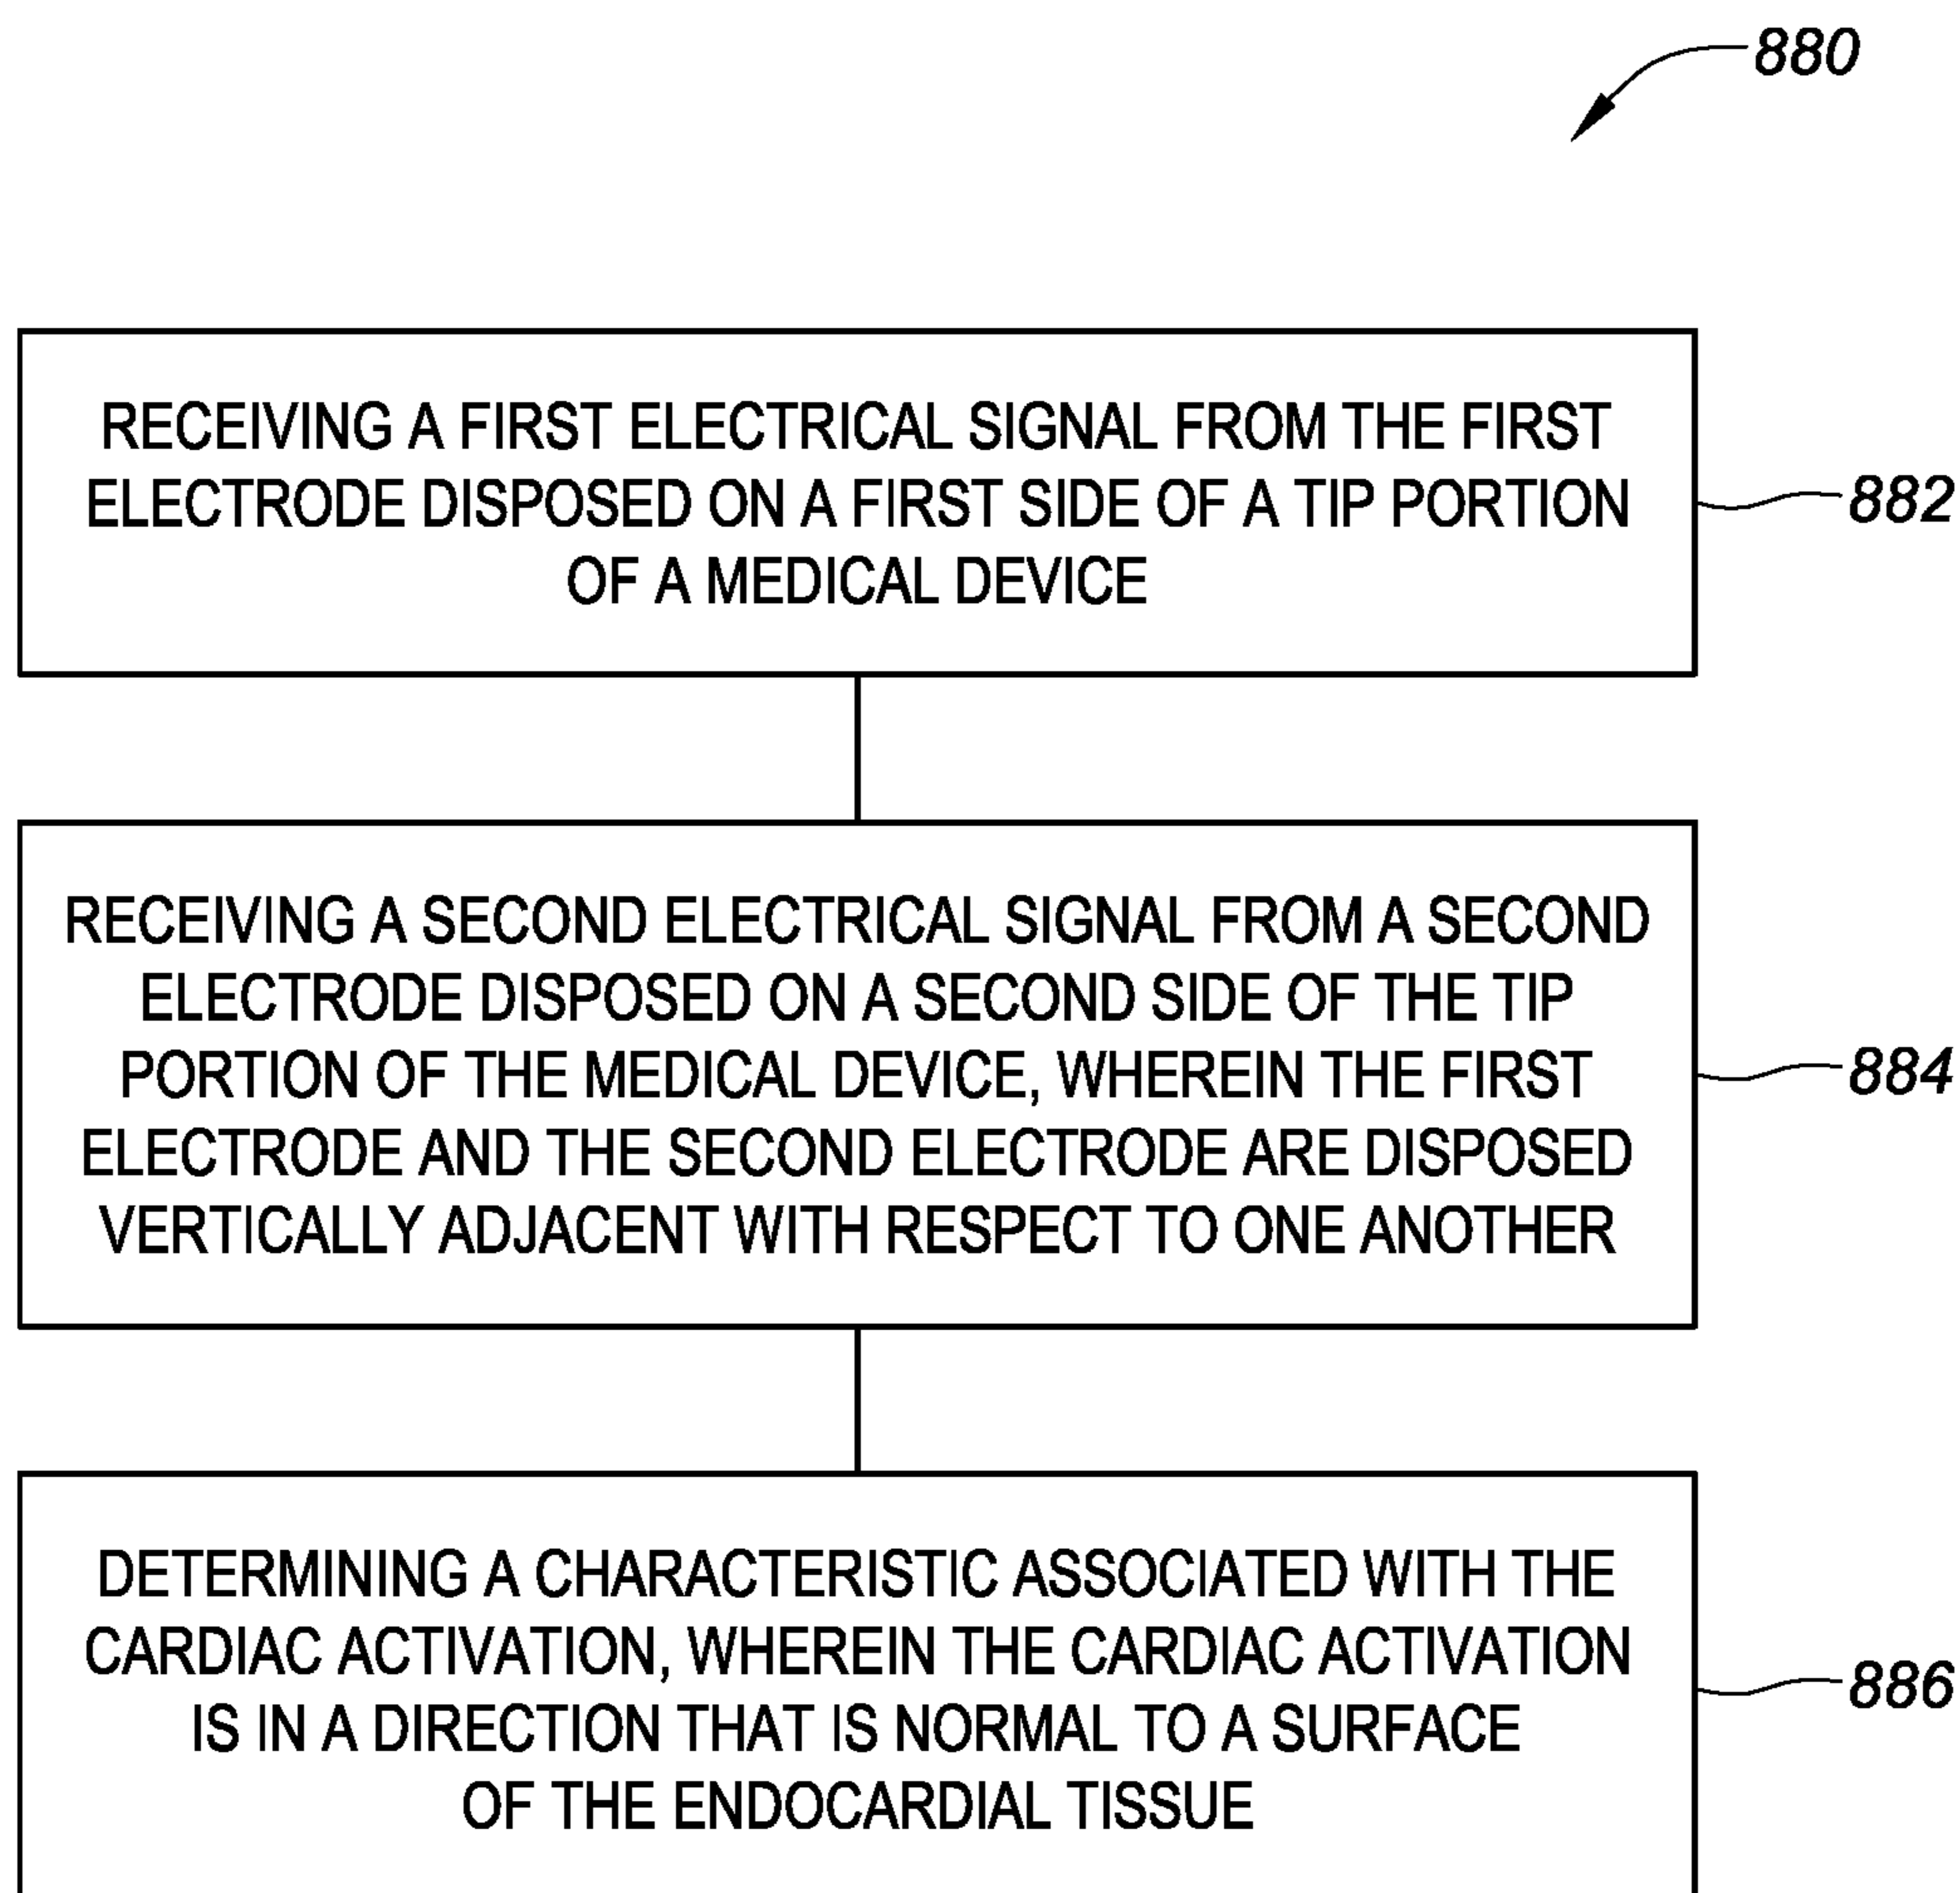 880
RECEIVING A FIRST ELECTRICAL SIGNAL FROM THE FIRST
ELECTRODE DISPOSED ON A FIRST SIDE OF A TIP PORTION
OF A MEDICAL DEVICE
882
RECEIVING A SECOND ELECTRICAL SIGNAL FROM A SECOND
ELECTRODE DISPOSED ON A SECOND SIDE OF THE TIP
PORTION OF THE MEDICAL DEVICE, WHEREIN THE FIRST
ELECTRODE AND THE SECOND ELECTRODE ARE DISPOSED
VERTICALLY ADJACENT WITH RESPECT TO ONE ANOTHER
884
DETERMINING A CHARACTERISTIC ASSOCIATED WITH THE
CARDIAC ACTIVATION, WHEREIN THE CARDIAC ACTIVATION
IS IN A DIRECTION THAT IS NORMAL TO A SURFACE
OF THE ENDOCARDIAL TISSUE
886